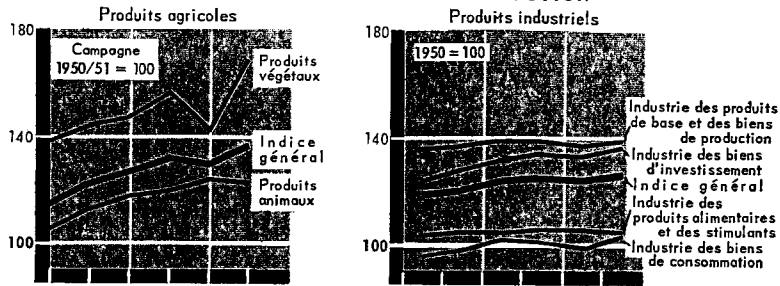 Produits agricoles
180
Campagne
1950/51 = 100
Produits
végétaux
140
Indice
général
Produits
animaux
100
Produits industriels
180
1950 = 100
140
100
Industrie des produits
de base et des biens
de production
Industrie des biens
d'investissement
Indice général
Industrie des
produits alimentaires
et des stimulants
Industrie des biens
de consommation